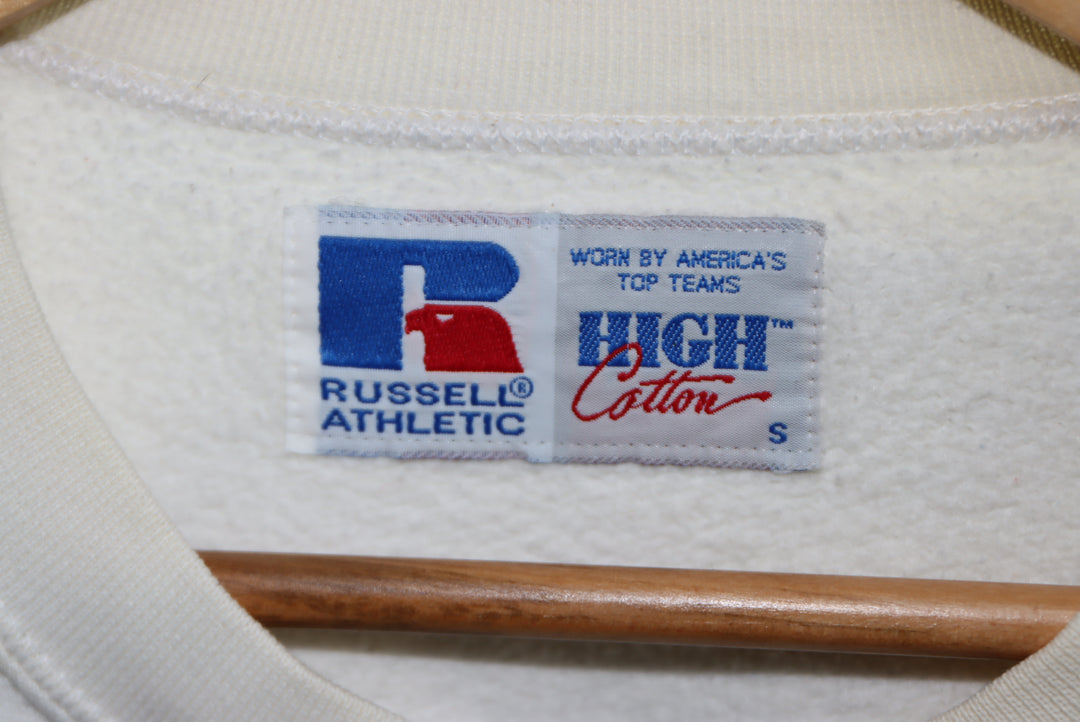 RUSSELL®
ATHLETIC
WORN BY AMERICA'S
TOP TEAMS
HIGH™
Cotton
S